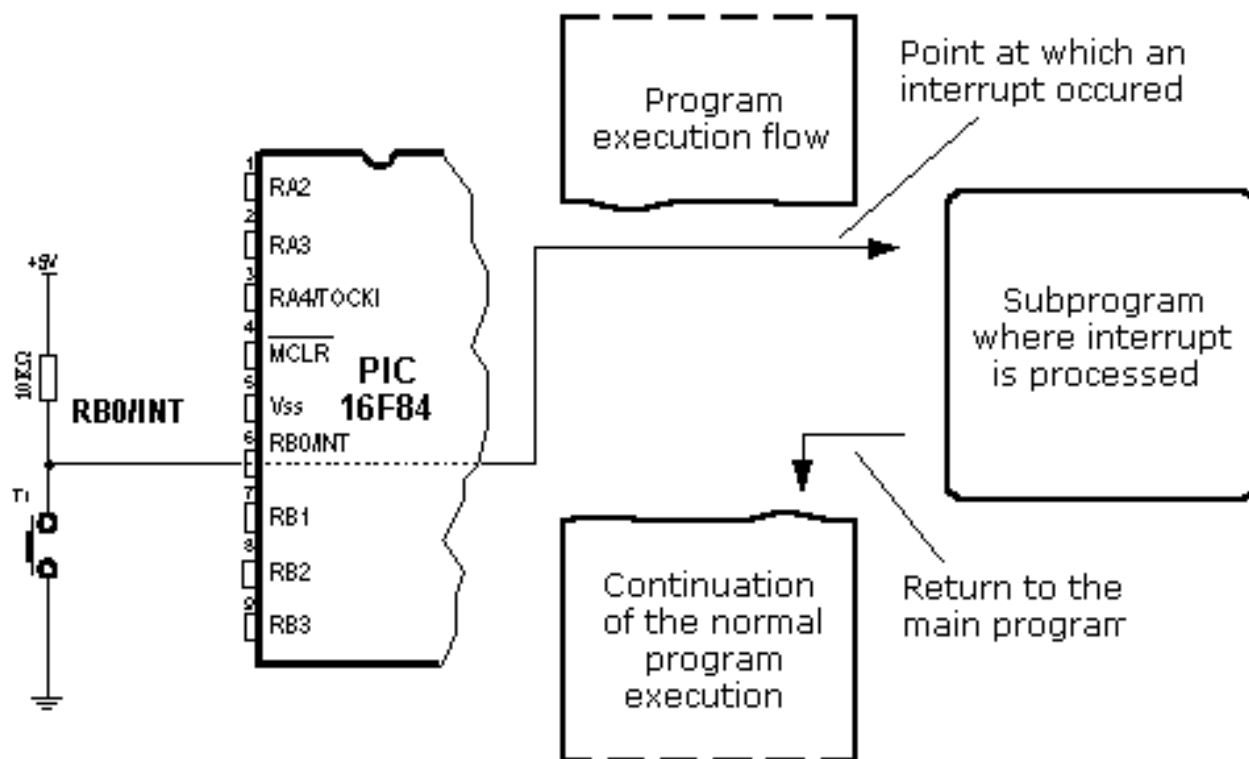 +5V
10KΩ
RB0/INT
T1
1
RA2
2
RA3
3
RA4/TOCKI
4
MCLR
5
Vss
6
RB0/INT
7
RB1
8
RB2
9
RB3
PIC
16F84
Program
execution flow
Point at which an
interrupt occured
Subprogram
where interrupt
is processed
Continuation
of the normal
program
execution
Return to the
main program